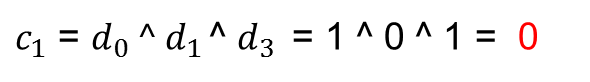 c₁ = d₀ ^ d₁ ^ d₃ = 1 ^ 0 ^ 1 = 0